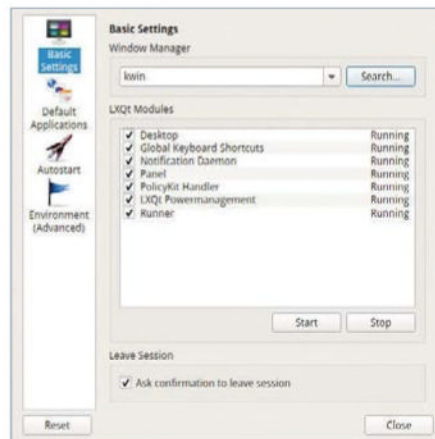 Basic
Settings
Default
Applications
Autostart
Environment
(Advanced)
Basic Settings
Window Manager
kwin
Search...
LXQt Modules
Desktop Running
Global Keyboard Shortcuts Running
Notification Daemon Running
Panel Running
PolicyKit Handler Running
LXQt Powermanagement Running
Runner Running
Start Stop
Leave Session
Ask confirmation to leave session
Reset Close